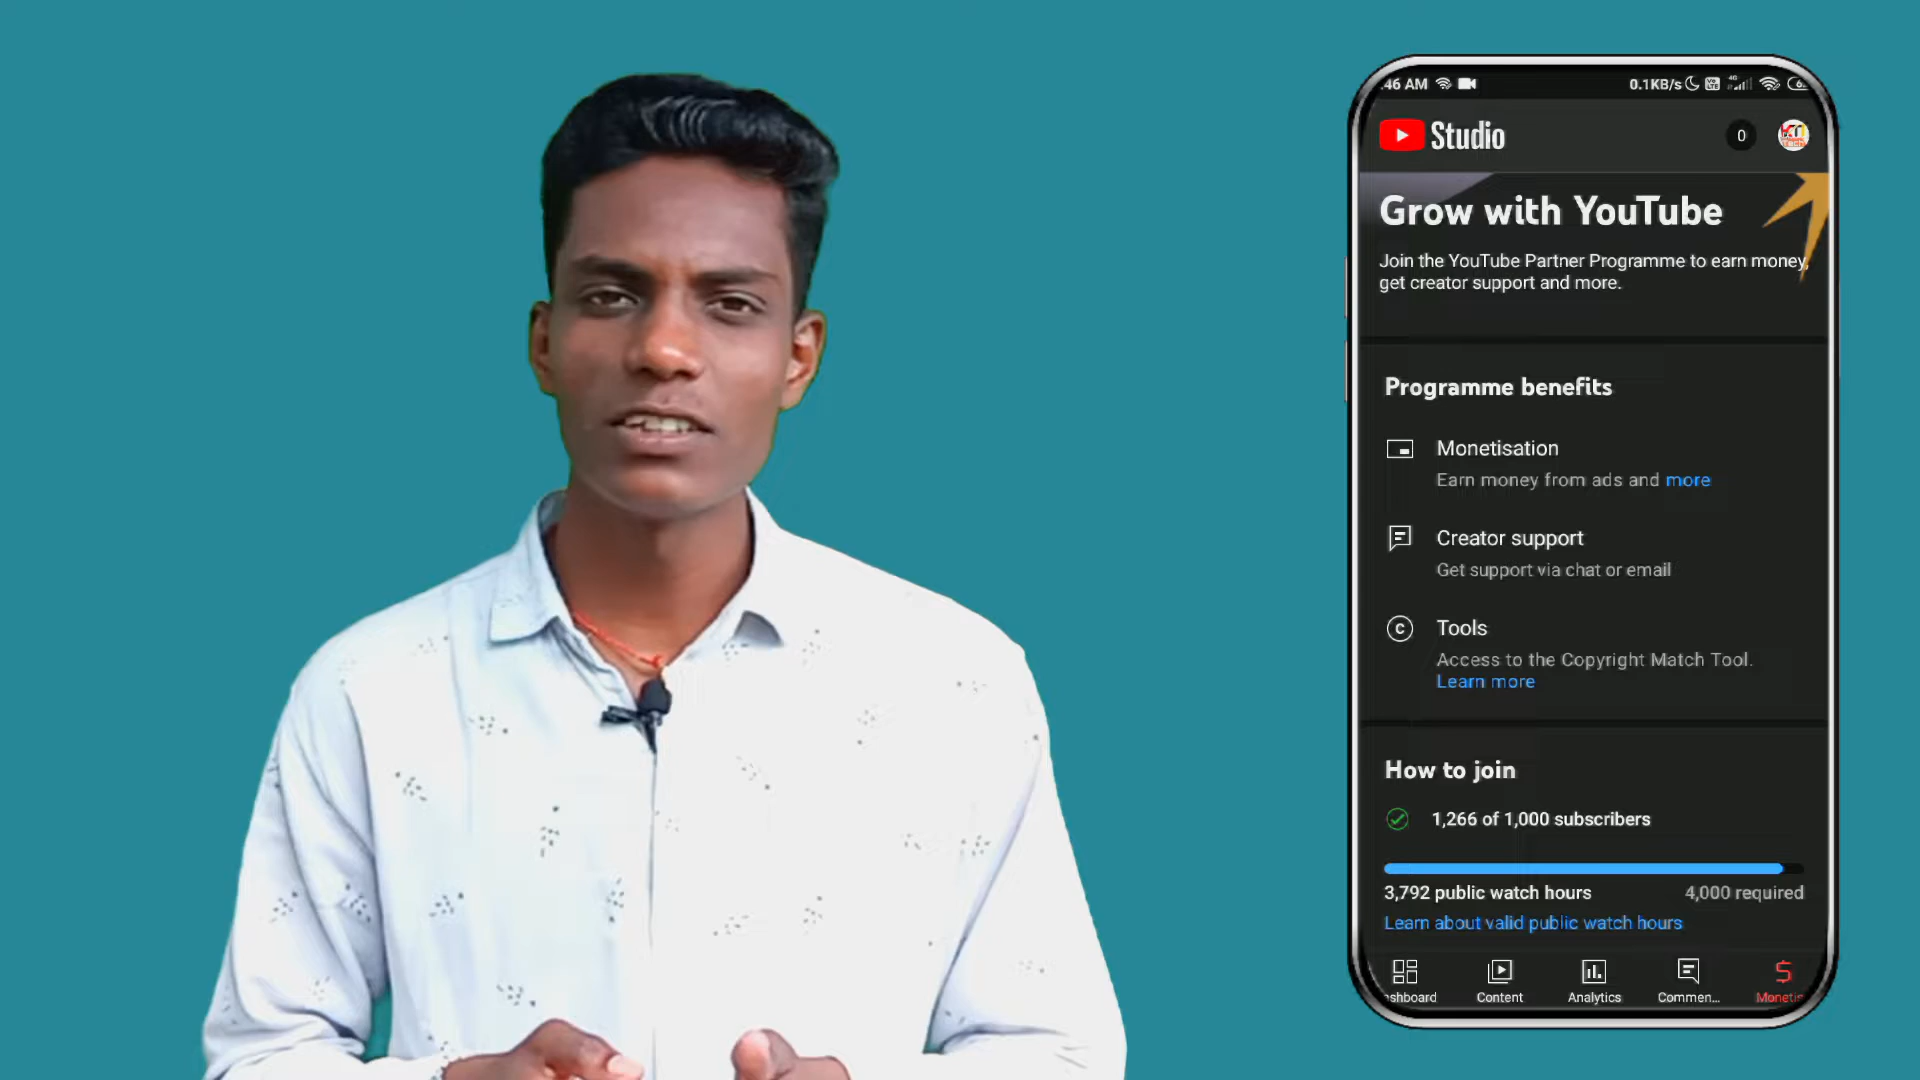 :46 AM
0.1KB/s
Studio
0
Grow with YouTube
Join the YouTube Partner Programme to earn money,
get creator support and more.
Programme benefits
Monetisation
Earn money from ads and more
Creator support
Get support via chat or email
Tools
Access to the Copyright Match Tool.
Learn more
How to join
1,266 of 1,000 subscribers
3,792 public watch hours
4,000 required
Learn about valid public watch hours
shboard
Content
Analytics
Commen...
Monetis